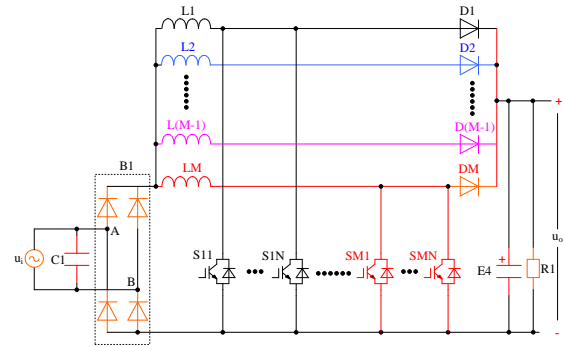 L1
D1
L2
D2
L(M-1)
D(M-1)
B1
LM
DM
+
A
uᵢ
C1
S11
S1N
SM1
SMN
+
E4
R1
uₒ
B
-